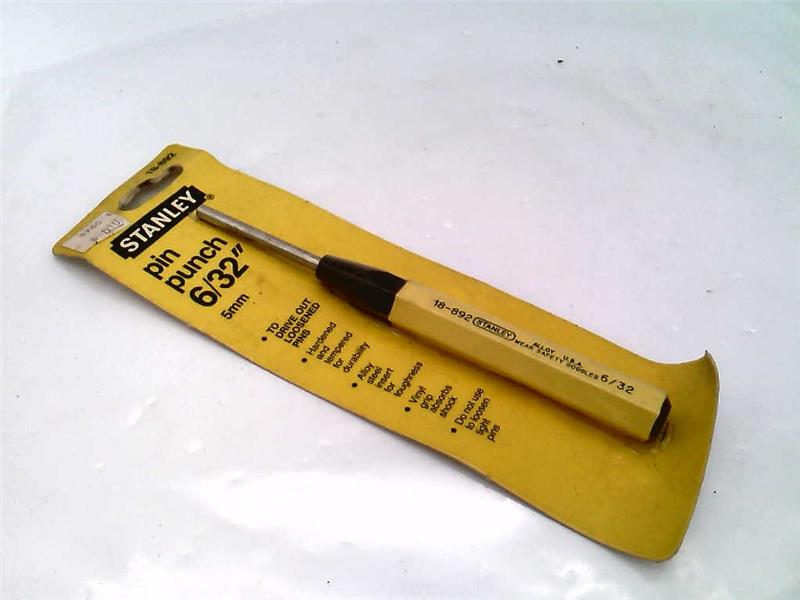 18-892
STANLEY®
pin
punch
6/32"
5mm
• TO
DRIVE OUT
LOOSENED
PINS
• Hardened
and
tempered
for
durability
• Alloy
steel
insert
for
toughness
• Vinyl
grip
absorbs
shock
• Do not use
to loosen
tight
pins
18-892 STANLEY ALLOY U.S.A. 6/32
WEAR SAFETY GOGGLES